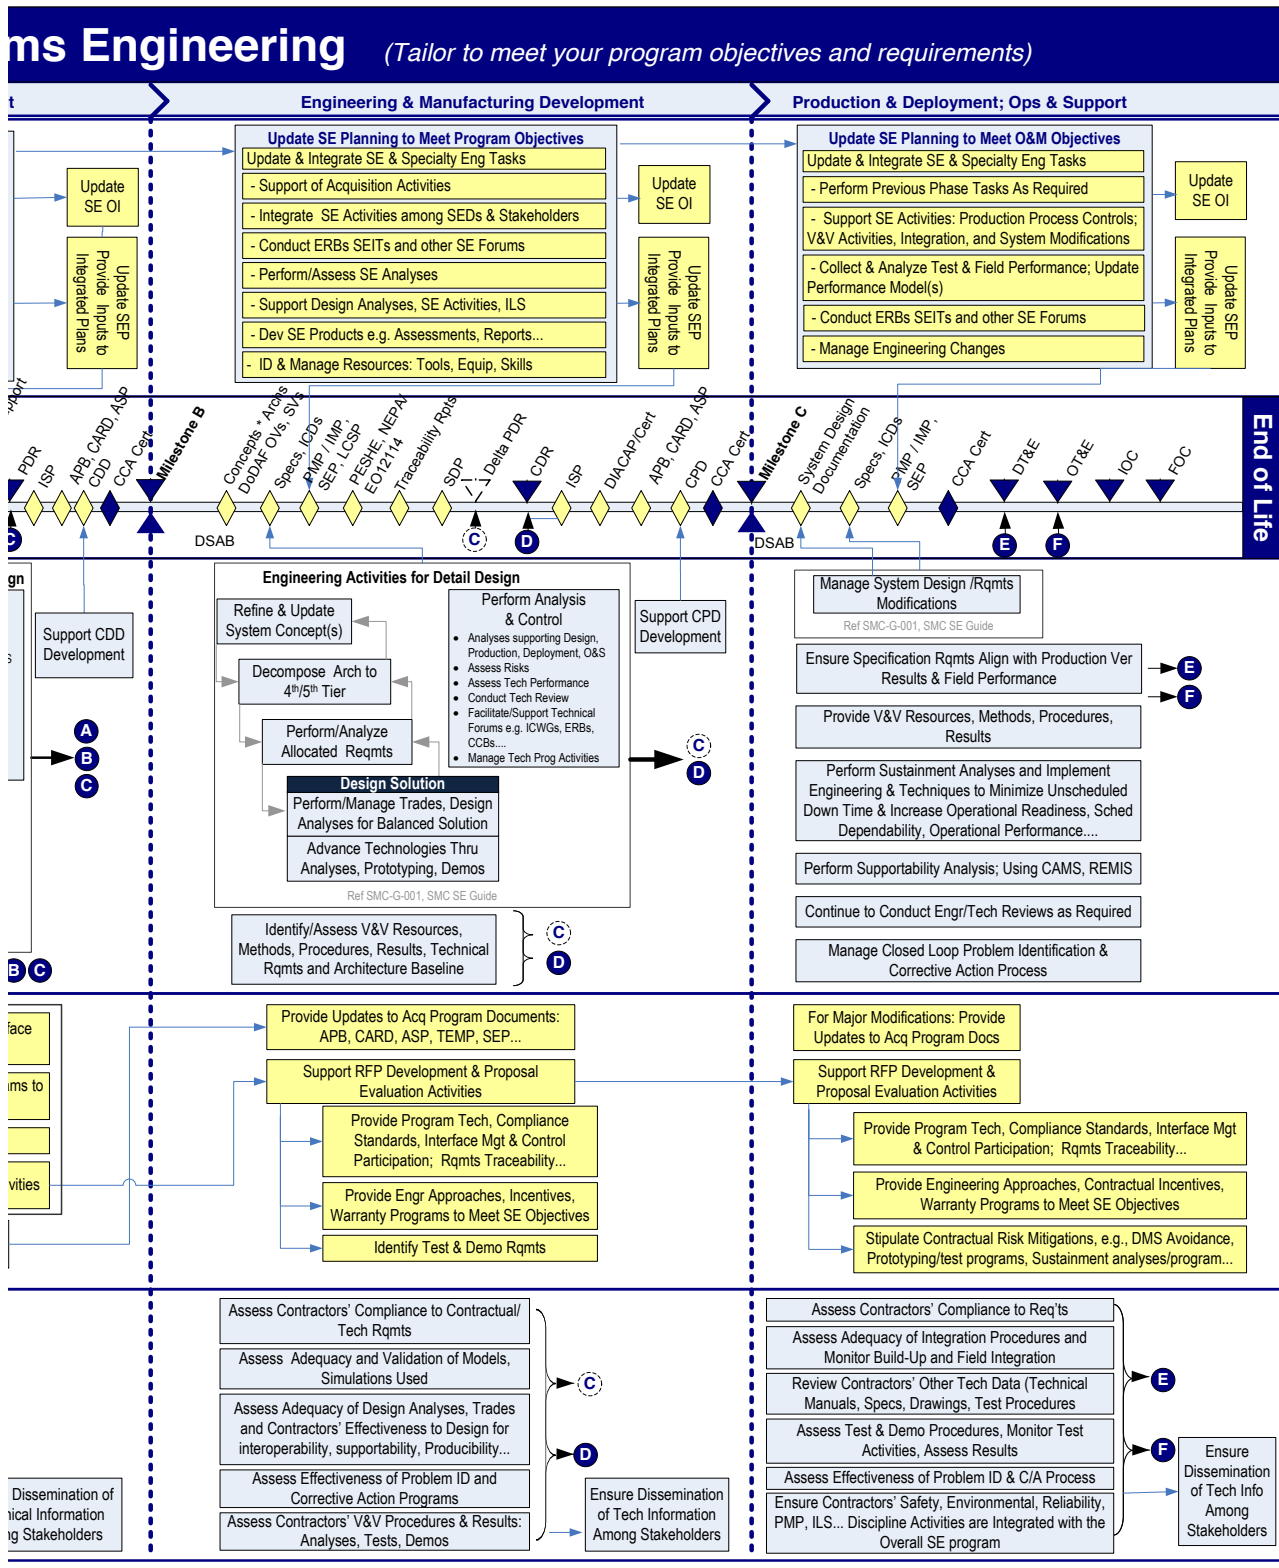 ms Engineering (Tailor to meet your program objectives and requirements)
t
Engineering & Manufacturing Development
Production & Deployment; Ops & Support
Update
SE OI
Update SEP
Provide Inputs to
Integrated Plans
Update SE Planning to Meet Program Objectives
Update & Integrate SE & Specialty Eng Tasks
- Support of Acquisition Activities
- Integrate SE Activities among SEDs & Stakeholders
- Conduct ERBs SEITs and other SE Forums
- Perform/Assess SE Analyses
- Support Design Analyses, SE Activities, ILS
- Dev SE Products e.g. Assessments, Reports...
- ID & Manage Resources: Tools, Equip, Skills
Update
SE OI
Update SEP
Provide Inputs to
Integrated Plans
Update SE Planning to Meet O&M Objectives
Update & Integrate SE & Specialty Eng Tasks
- Perform Previous Phase Tasks As Required
- Support SE Activities: Production Process Controls;
V&V Activities, Integration, and System Modifications
- Collect & Analyze Test & Field Performance; Update
Performance Model(s)
- Conduct ERBs SEITs and other SE Forums
- Manage Engineering Changes
Update
SE OI
Update SEP
Provide Inputs to
Integrated Plans
PDR
ISP
APB, CARD, ASP
CDD
CCA Cert
Milestone B
Concepts * Archs
DoDAF OVs, SVs
Specs, ICDs
PMP / IMP,
SEP, LCSP
PESHE, NEPA/
EO12114
Traceability Rpts
SDP
Delta PDR
CDR
ISP
DIACAP/Cert
APB, CARD, ASP
CPD
CCA Cert
Milestone C
System Design
Documentation
Specs, ICDs
PMP / IMP,
SEP
CCA Cert
DT&E
OT&E
IOC
FOC
End of Life
C
DSAB
C
D
DSAB
E
F
gn
Support CDD
Development
A
B
C
B C
Engineering Activities for Detail Design
Refine & Update
System Concept(s)
Decompose Arch to
4th/5th Tier
Perform/Analyze
Allocated Reqmts
Design Solution
Perform/Manage Trades, Design
Analyses for Balanced Solution
Advance Technologies Thru
Analyses, Prototyping, Demos
Perform Analysis
& Control
• Analyses supporting Design,
Production, Deployment, O&S
• Assess Risks
• Assess Tech Performance
• Conduct Tech Review
• Facilitate/Support Technical
Forums e.g. ICWGs, ERBs,
CCBs....
• Manage Tech Prog Activities
Ref SMC-G-001, SMC SE Guide
Support CPD
Development
C
D
Identify/Assess V&V Resources,
Methods, Procedures, Results, Technical
Rqmts and Architecture Baseline
C
D
Manage System Design /Rqmts
Modifications
Ref SMC-G-001, SMC SE Guide
Ensure Specification Rqmts Align with Production Ver
Results & Field Performance
E
F
Provide V&V Resources, Methods, Procedures,
Results
Perform Sustainment Analyses and Implement
Engineering & Techniques to Minimize Unscheduled
Down Time & Increase Operational Readiness, Sched
Dependability, Operational Performance....
Perform Supportability Analysis; Using CAMS, REMIS
Continue to Conduct Engr/Tech Reviews as Required
Manage Closed Loop Problem Identification &
Corrective Action Process
face
ams to
vities
Provide Updates to Acq Program Documents:
APB, CARD, ASP, TEMP, SEP...
Support RFP Development & Proposal
Evaluation Activities
Provide Program Tech, Compliance
Standards, Interface Mgt & Control
Participation; Rqmts Traceability...
Provide Engr Approaches, Incentives,
Warranty Programs to Meet SE Objectives
Identify Test & Demo Rqmts
For Major Modifications: Provide
Updates to Acq Program Docs
Support RFP Development &
Proposal Evaluation Activities
Provide Program Tech, Compliance Standards, Interface Mgt
& Control Participation; Rqmts Traceability...
Provide Engineering Approaches, Contractual Incentives,
Warranty Programs to Meet SE Objectives
Stipulate Contractual Risk Mitigations, e.g., DMS Avoidance,
Prototyping/test programs, Sustainment analyses/program...
Dissemination of
nical Information
ng Stakeholders
Assess Contractors' Compliance to Contractual/
Tech Rqmts
Assess Adequacy and Validation of Models,
Simulations Used
Assess Adequacy of Design Analyses, Trades
and Contractors' Effectiveness to Design for
interoperability, supportability, Producibility...
Assess Effectiveness of Problem ID and
Corrective Action Programs
Assess Contractors' V&V Procedures & Results:
Analyses, Tests, Demos
C
D
Ensure Dissemination
of Tech Information
Among Stakeholders
Assess Contractors' Compliance to Req'ts
Assess Adequacy of Integration Procedures and
Monitor Build-Up and Field Integration
Review Contractors' Other Tech Data (Technical
Manuals, Specs, Drawings, Test Procedures
Assess Test & Demo Procedures, Monitor Test
Activities, Assess Results
Assess Effectiveness of Problem ID & C/A Process
Ensure Contractors' Safety, Environmental, Reliability,
PMP, ILS... Discipline Activities are Integrated with the
Overall SE program
E
F
Ensure
Dissemination
of Tech Info
Among
Stakeholders